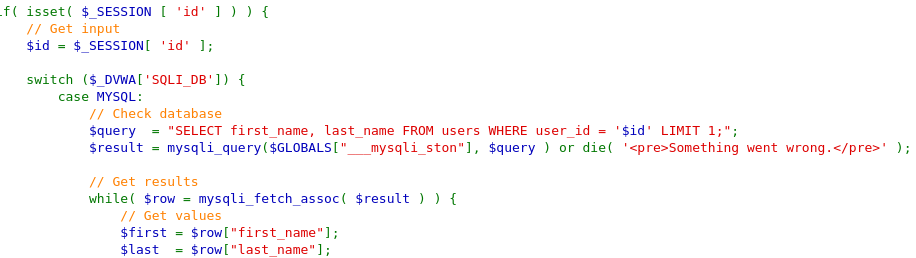 if( isset( $_SESSION [ 'id' ] ) ) {
    // Get input
    $id = $_SESSION[ 'id' ];

    switch ($_DVWA['SQLI_DB']) {
        case MYSQL:
            // Check database
            $query  = "SELECT first_name, last_name FROM users WHERE user_id = '$id' LIMIT 1;";
            $result = mysqli_query($GLOBALS["___mysqli_ston"], $query ) or die( '<pre>Something went wrong.</pre>' );

            // Get results
            while( $row = mysqli_fetch_assoc( $result ) ) {
                // Get values
                $first = $row["first_name"];
                $last  = $row["last_name"];